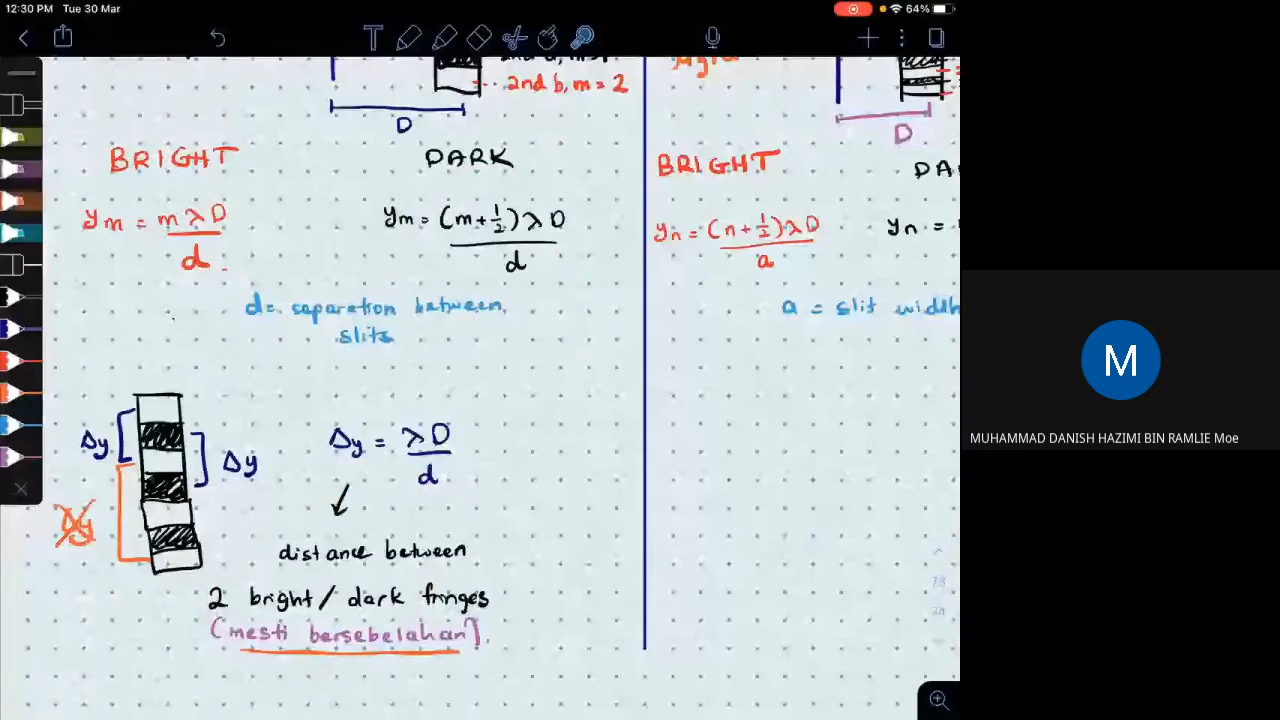 12:30 PM Tue 30 Mar
64%
T
2nd b, m = 2
D
D
BRIGHT
DARK
ym = mλD / d
ym = (m+½)λD / d
d = separation between
slits
BRIGHT
DA
yn = (n+½)λD / a
yn =
a = slit width
Δy
Δy
Δy
Δy = λD / d
↓
distance between
2 bright / dark fringes
(mesti bersebelahan).
M
MUHAMMAD DANISH HAZIMI BIN RAMLIE Moe